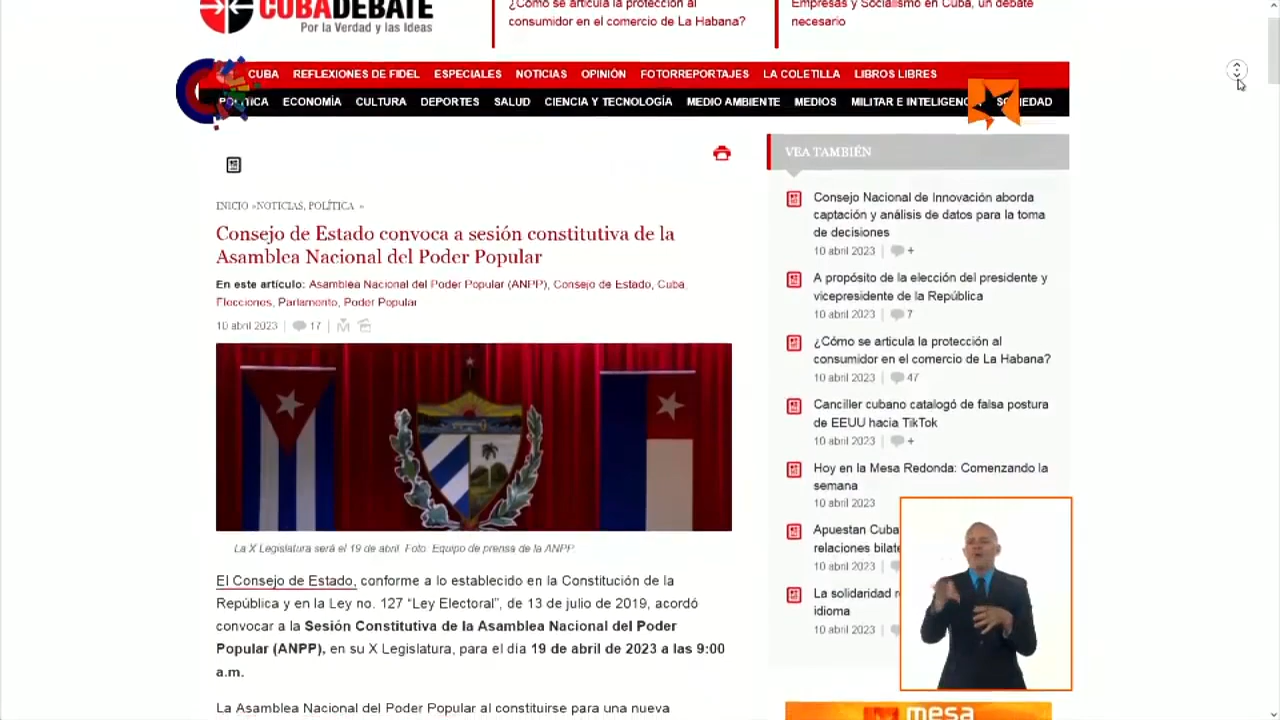 CUBADEBATE
Por la Verdad y las Ideas
¿Cómo se articula la protección al
consumidor en el comercio de La Habana?
Empresas y Socialismo en Cuba, un debate
necesario
CUBA REFLEXIONES DE FIDEL ESPECIALES NOTICIAS OPINIÓN FOTORREPORTAJES LA COLETILLA LIBROS LIBRES
ECONOMÍA CULTURA DEPORTES SALUD CIENCIA Y TECNOLOGÍA MEDIO AMBIENTE MEDIOS MILITAR E
INICIO »NOTICIAS, POLÍTICA »
Consejo de Estado convoca a sesión constitutiva de la
Asamblea Nacional del Poder Popular
En este artículo: Asamblea Nacional del Poder Popular (ANPP), Consejo de Estado, Cuba,
Elecciones, Parlamento, Poder Popular
10 abril 2023 | 17 |
La X Legislatura será el 19 de abril. Foto: Equipo de prensa de la ANPP.
El Consejo de Estado, conforme a lo establecido en la Constitución de la
República y en la Ley no. 127 “Ley Electoral”, de 13 de julio de 2019, acordó
convocar a la Sesión Constitutiva de la Asamblea Nacional del Poder
Popular (ANPP), en su X Legislatura, para el día 19 de abril de 2023 a las 9:00
a.m.
La Asamblea Nacional del Poder Popular al constituirse para una nueva
VEA TAMBIÉN
Consejo Nacional de Innovación aborda
captación y análisis de datos para la toma
de decisiones
10 abril 2023 | +
A propósito de la elección del presidente y
vicepresidente de la República
10 abril 2023 | 7
¿Cómo se articula la protección al
consumidor en el comercio de La Habana?
10 abril 2023 | 47
Canciller cubano catalogó de falsa postura
de EEUU hacia TikTok
10 abril 2023 | +
Hoy en la Mesa Redonda: Comenzando la
semana
10 abril 2023
Apuestan Cuba
relaciones
10 abril 2023 |
La solidaridad
idioma
10 abril 2023 |
mesa